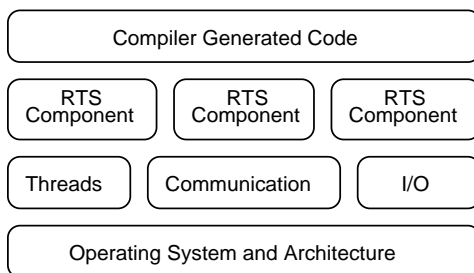 Compiler Generated Code
RTS RTS RTS
Component Component Component
Threads Communication I/O
Operating System and Architecture